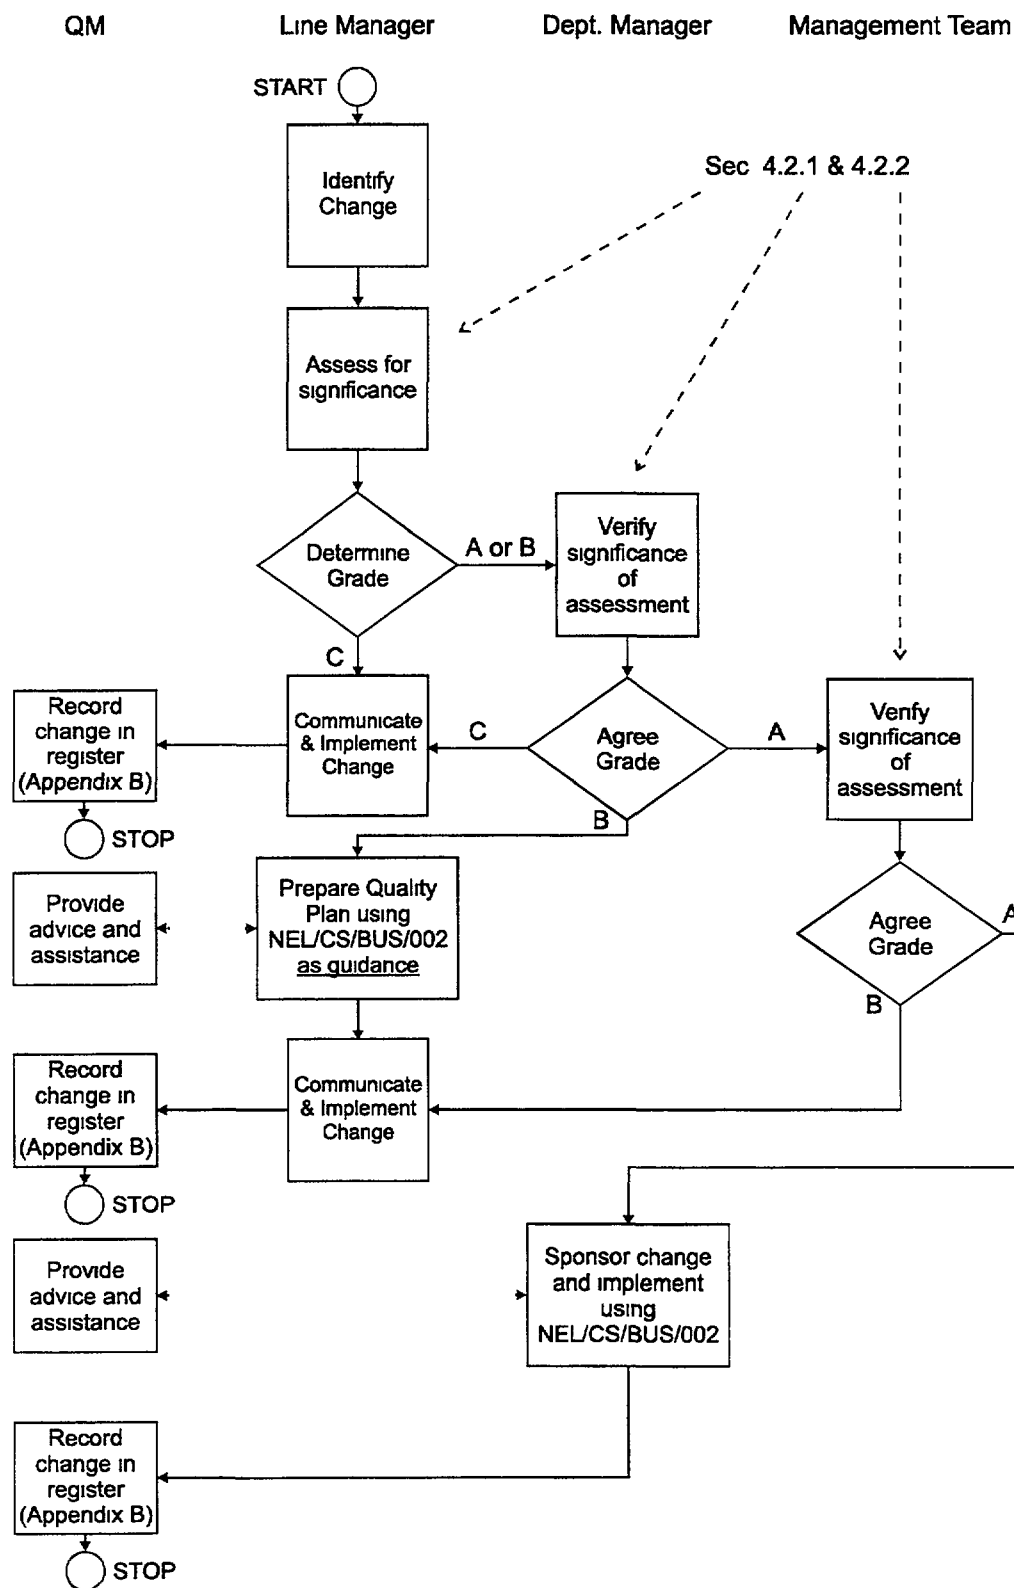 QM
Line Manager
Dept. Manager
Management Team
START
Identify
Change
Sec 4.2.1 & 4.2.2
Assess for
significance
Determine
Grade
A or B
Verify
significance
of
assessment
C
Record
change in
register
(Appendix B)
Communicate
& Implement
Change
C
Agree
Grade
A
Verify
significance
of
assessment
STOP
B
Provide
advice and
assistance
Prepare Quality
Plan using
NEL/CS/BUS/002
as guidance
Agree
Grade
A
B
Record
change in
register
(Appendix B)
Communicate
& Implement
Change
STOP
Provide
advice and
assistance
Sponsor change
and implement
using
NEL/CS/BUS/002
Record
change in
register
(Appendix B)
STOP